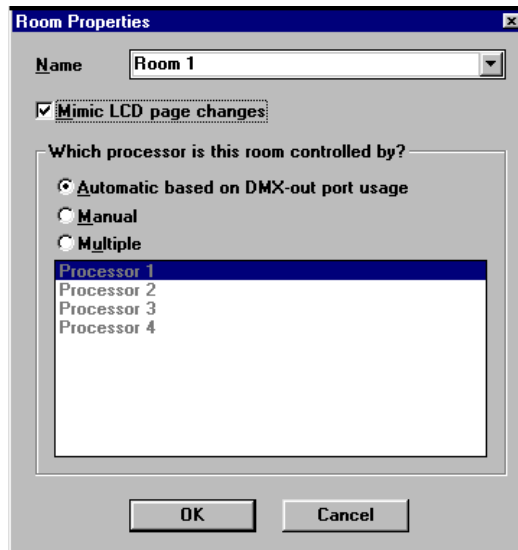 Room Properties
Name Room 1
Mimic LCD page changes
Which processor is this room controlled by?
Automatic based on DMX-out port usage
Manual
Multiple
Processor 1
Processor 2
Processor 3
Processor 4
OK Cancel